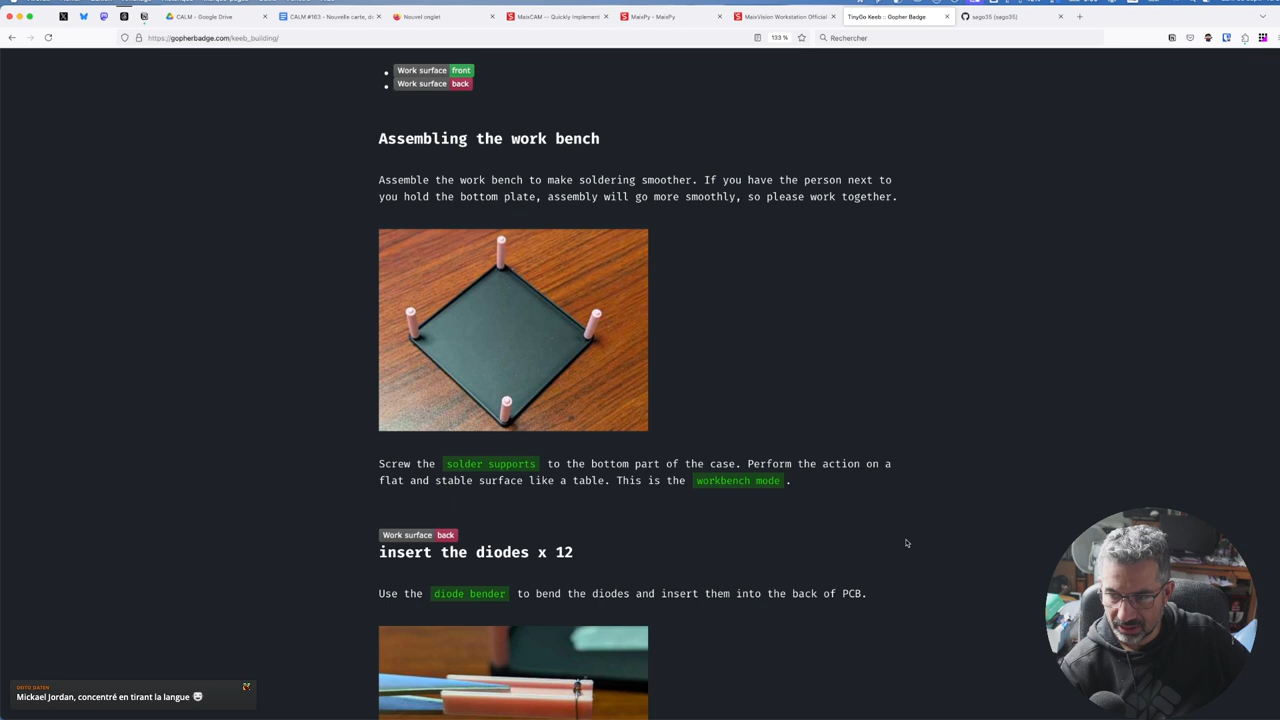 CALM - Google Drive
CALM #163 - Nouvelle carte, do
Nouvel onglet
MaixCAM — Quickly Implement
MaixPy - MaixPy
MaixVision Workstation Official
TinyGo Keeb :: Gopher Badge
sago35 (sago35)
https://gopherbadge.com/keeb_building/
133 %
Rechercher
Work surface front
Work surface back
Assembling the work bench
Assemble the work bench to make soldering smoother. If you have the person next to
you hold the bottom plate, assembly will go more smoothly, so please work together.
Screw the solder supports to the bottom part of the case. Perform the action on a
flat and stable surface like a table. This is the workbench mode.
Work surface back
insert the diodes x 12
Use the diode bender to bend the diodes and insert them into the back of PCB.
Mickael Jordan, concentré en tirant la langue